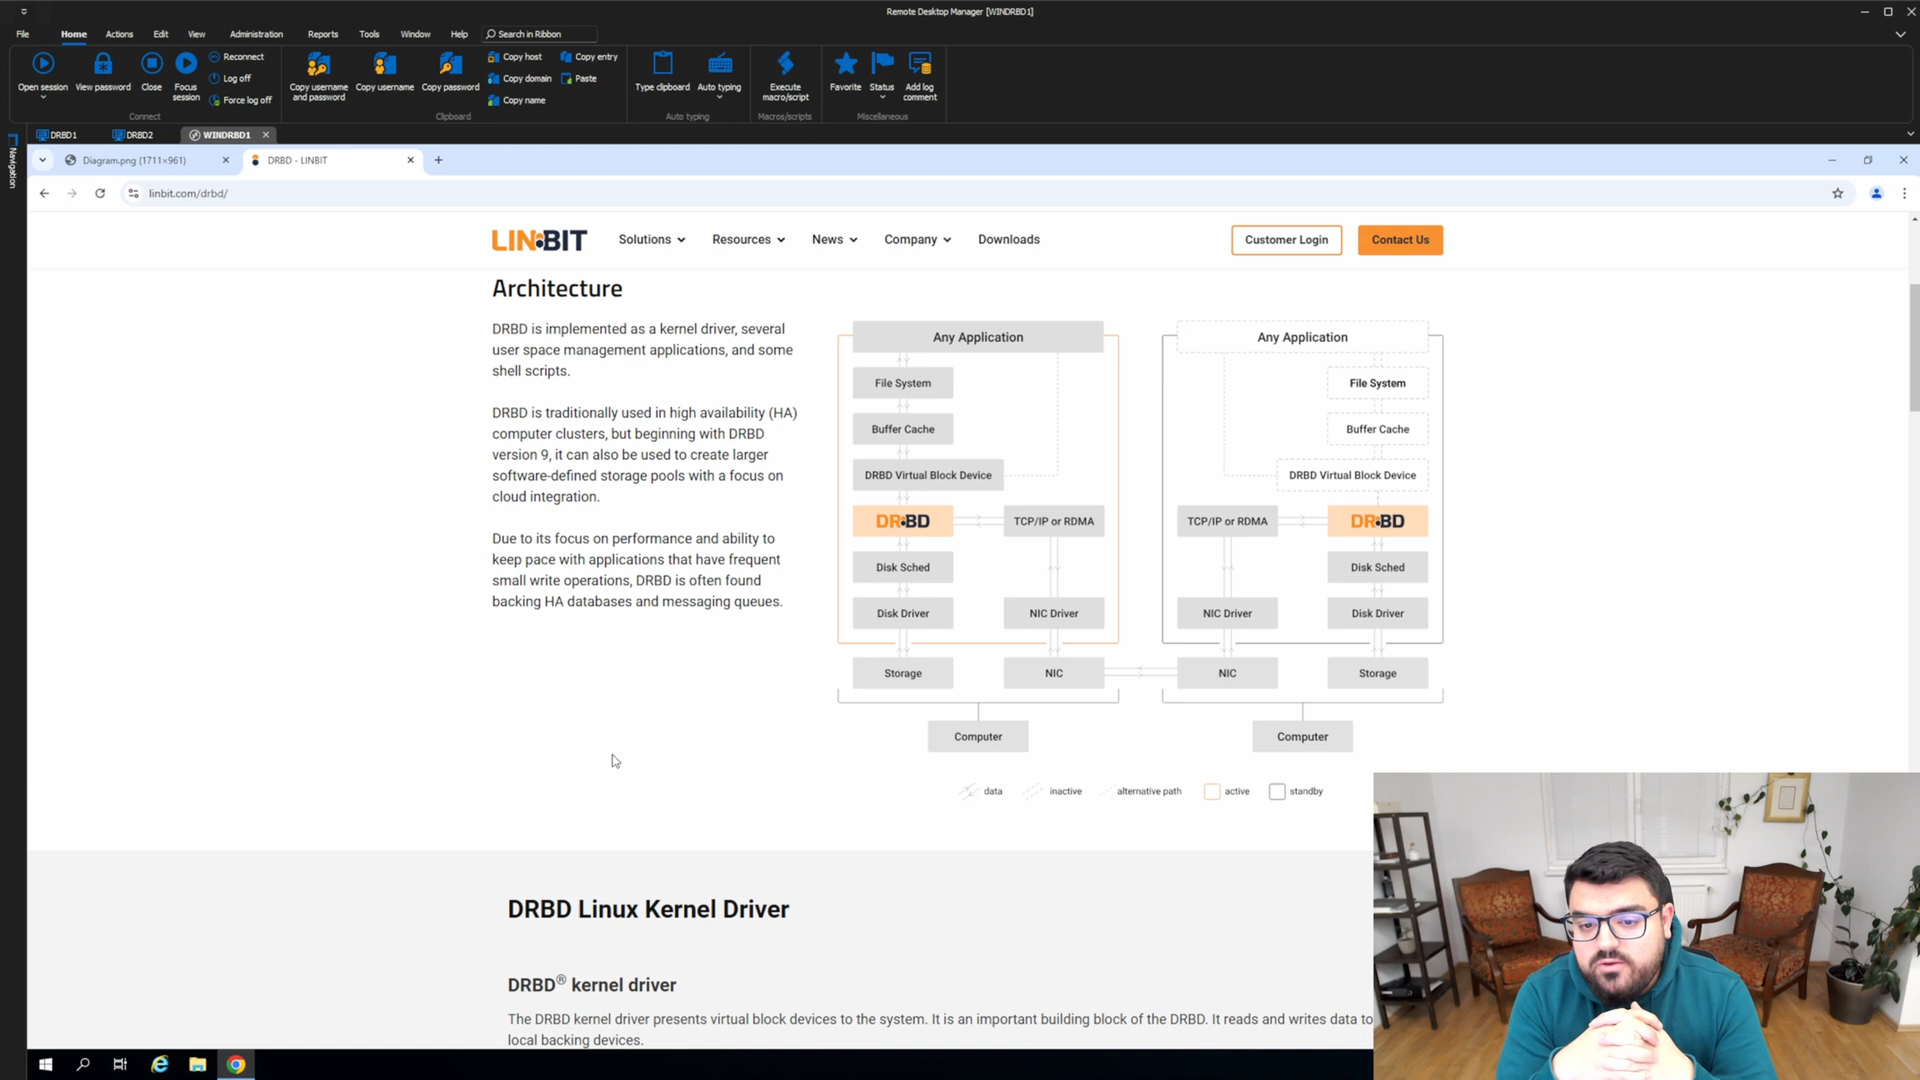 Remote Desktop Manager [WINDRBD1]
File Home Actions Edit View Administration Reports Tools Window Help Search in Ribbon
Open session
View password
Close
Focus session
Reconnect
Log off
Force log off
Connect
Copy username and password
Copy username
Copy password
Copy host
Copy domain
Copy name
Copy entry
Paste
Clipboard
Type clipboard
Auto typing
Auto typing
Execute macro/script
Macros/scripts
Favorite
Status
Add log comment
Miscellaneous
Navigation
DRBD1 DRBD2 WINDRBD1
Diagram.png (1711×961) DRBD - LINBIT
linbit.com/drbd/
LINBIT Solutions Resources News Company Downloads Customer Login Contact Us
Architecture
DRBD is implemented as a kernel driver, several
user space management applications, and some
shell scripts.
DRBD is traditionally used in high availability (HA)
computer clusters, but beginning with DRBD
version 9, it can also be used to create larger
software-defined storage pools with a focus on
cloud integration.
Due to its focus on performance and ability to
keep pace with applications that have frequent
small write operations, DRBD is often found
backing HA databases and messaging queues.
Any Application
File System
Buffer Cache
DRBD Virtual Block Device
DRBD TCP/IP or RDMA
Disk Sched
Disk Driver NIC Driver
Storage NIC
Computer
Any Application
File System
Buffer Cache
DRBD Virtual Block Device
TCP/IP or RDMA DRBD
Disk Sched
NIC Driver Disk Driver
NIC Storage
Computer
data inactive alternative path active standby
DRBD Linux Kernel Driver
DRBD® kernel driver
The DRBD kernel driver presents virtual block devices to the system. It is an important building block of the DRBD. It reads and writes data to
local backing devices.